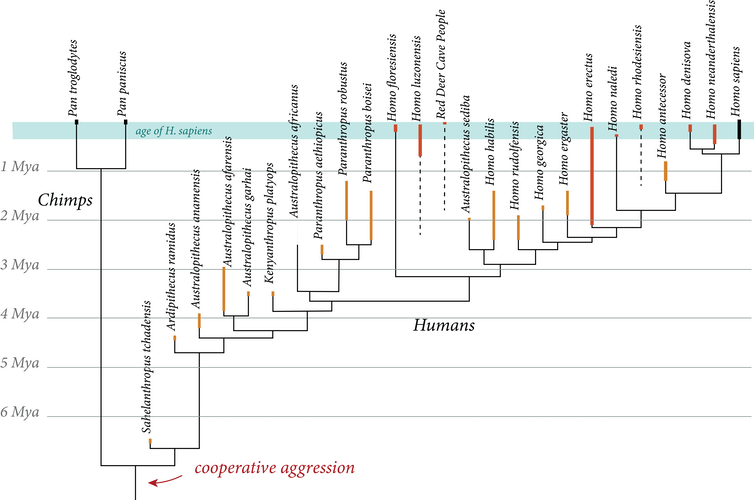 Pan troglodytes
Pan paniscus
Sahelanthropus tchadensis
Ardipithecus ramidus
Australopithecus anamensis
Australopithecus afarensis
Australopithecus garhai
Kenyanthropus platyops
Australopithecus africanus
Paranthropus aethiopicus
Paranthropus robustus
Paranthropus boisei
Homo floresiensis
Homo luzonensis
Red Deer Cave People
Australopithecus sediba
Homo habilis
Homo rudolfensis
Homo georgica
Homo ergaster
Homo erectus
Homo naledi
Homo rhodesiensis
Homo antecessor
Homo denisova
Homo neanderthalensis
Homo sapiens
age of H. sapiens
1 Mya
Chimps
2 Mya
3 Mya
4 Mya
Humans
5 Mya
6 Mya
cooperative aggression